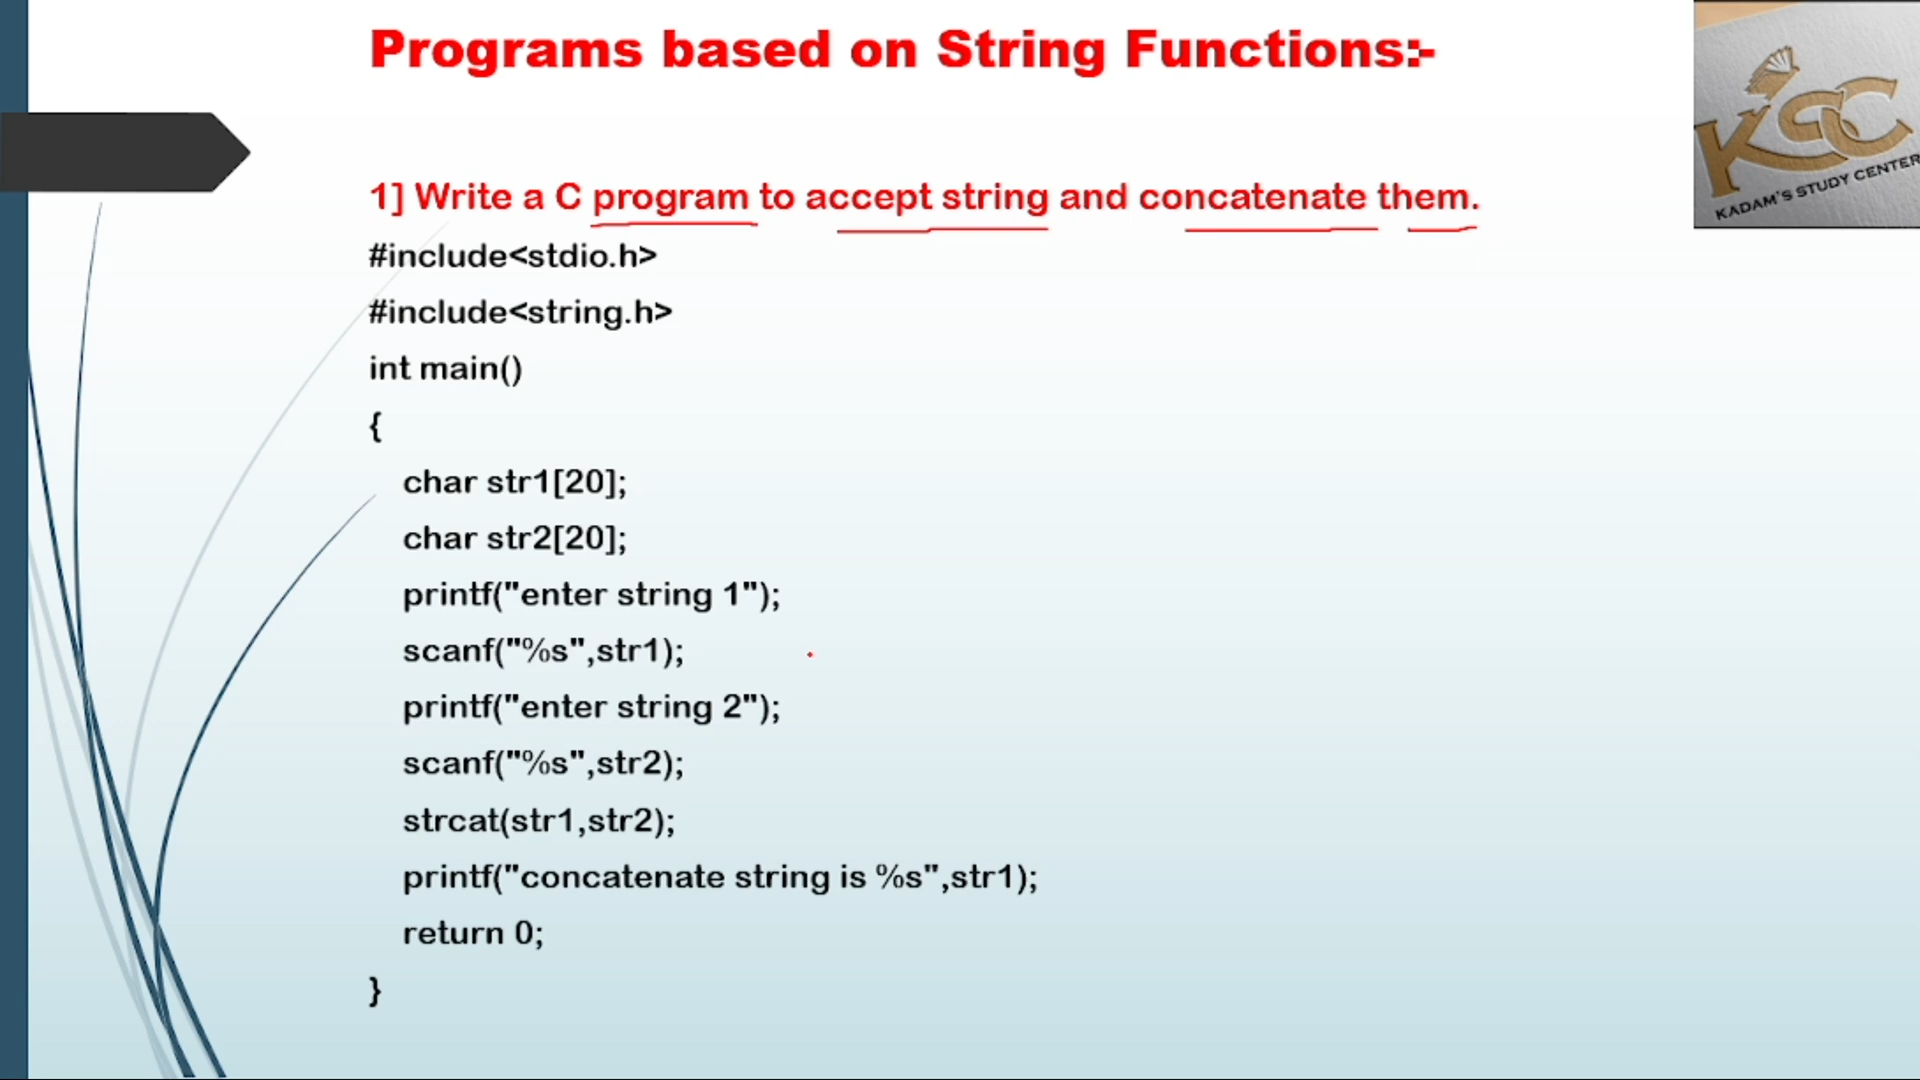 Programs based on String Functions:-
1] Write a C program to accept string and concatenate them.
#include<stdio.h>
#include<string.h>
int main()
{
char str1[20];
char str2[20];
printf("enter string 1");
scanf("%s",str1);
printf("enter string 2");
scanf("%s",str2);
strcat(str1,str2);
printf("concatenate string is %s",str1);
return 0;
}
KSC
KADAM'S STUDY CENTER